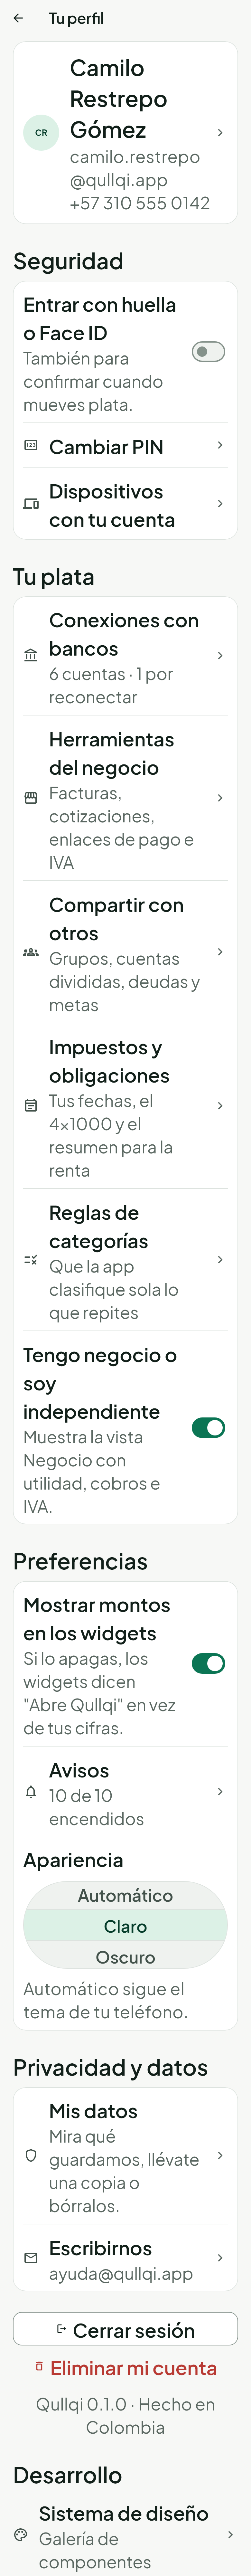 Tu perfil
Camilo
Restrepo
Gómez
CR
camilo.restrepo
@qullqi.app
+57 310 555 0142
Seguridad
Entrar con huella
o Face ID
También para
confirmar cuando
mueves plata.
123
Cambiar PIN
Dispositivos
con tu cuenta
Tu plata
Conexiones con
bancos
6 cuentas · 1 por
reconectar
Herramientas
del negocio
Facturas,
cotizaciones,
enlaces de pago e
IVA
Compartir con
otros
Grupos, cuentas
divididas, deudas y
metas
Impuestos y
obligaciones
Tus fechas, el
4×1000 y el
resumen para la
renta
Reglas de
categorías
Que la app
clasifique sola lo
que repites
Tengo negocio o
soy
independiente
Muestra la vista
Negocio con
utilidad, cobros e
IVA.
Preferencias
Mostrar montos
en los widgets
Si lo apagas, los
widgets dicen
"Abre Qullqi" en vez
de tus cifras.
Avisos
10 de 10
encendidos
Apariencia
Automático
Claro
Oscuro
Automático sigue el
tema de tu teléfono.
Privacidad y datos
Mis datos
Mira qué
guardamos, llévate
una copia o
bórralos.
Escribirnos
ayuda@qullqi.app
Cerrar sesión
Eliminar mi cuenta
Qullqi 0.1.0 · Hecho en
Colombia
Desarrollo
Sistema de diseño
Galería de
componentes